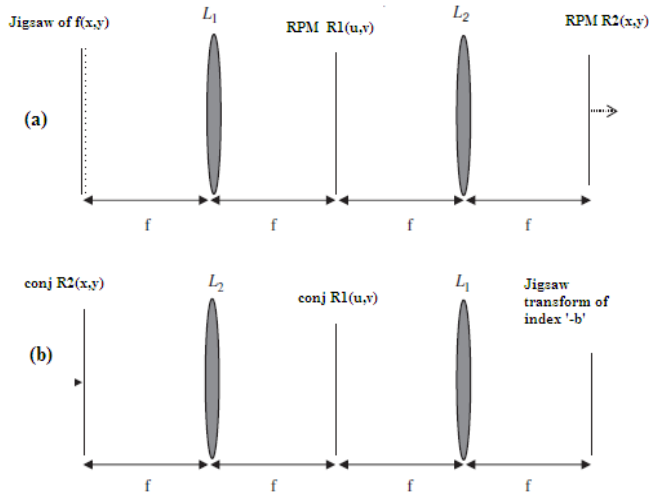 Jigsaw of f(x,y)
L1
RPM R1(u,v)
L2
RPM R2(x,y)
(a)
f
f
f
f
conj R2(x,y)
L2
conj R1(u,v)
L1
Jigsaw
transform of
index '-b'
(b)
f
f
f
f